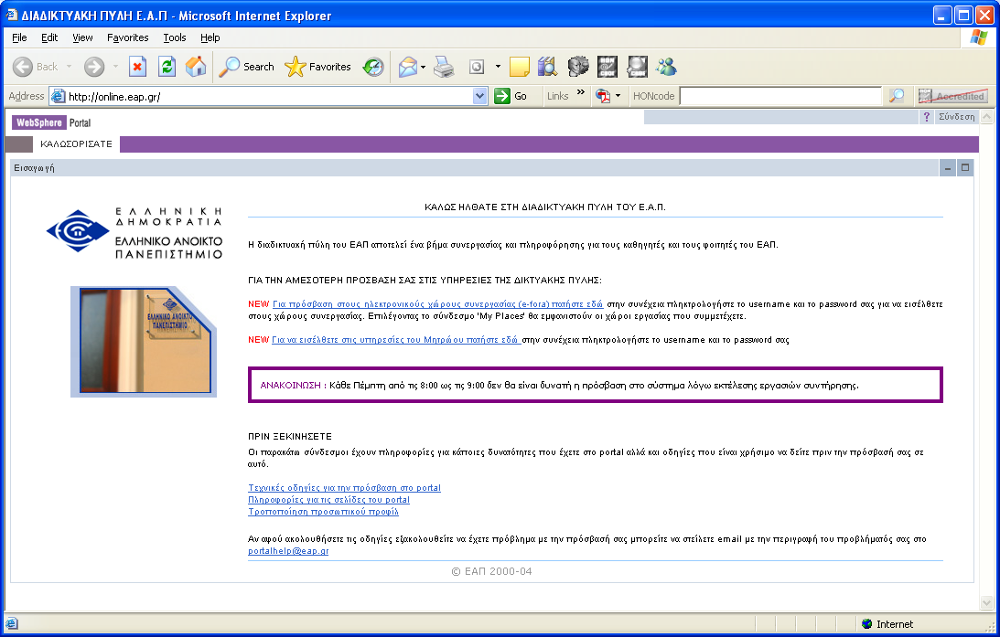 ΔΙΑΔΙΚΤΥΑΚΗ ΠΥΛΗ Ε.Α.Π - Microsoft Internet Explorer
File Edit View Favorites Tools Help
Back Search Favorites
Address http://online.eap.gr/ Go Links » HONcode Accredited
WebSphere Portal ? Σύνδεση
ΚΑΛΩΣΟΡΙΣΑΤΕ
Εισαγωγή
ΕΛΛΗΝΙΚΗ
ΔΗΜΟΚΡΑΤΙΑ
ΕΛΛΗΝΙΚΟ ΑΝΟΙΚΤΟ
ΠΑΝΕΠΙΣΤΗΜΙΟ
ΕΛΛΗΝΙΚΟ ΑΝΟΙΚΤΟ
ΠΑΝΕΠΙΣΤΗΜΙΟ
ΚΑΛΩΣ ΗΛΘΑΤΕ ΣΤΗ ΔΙΑΔΙΚΤΥΑΚΗ ΠΥΛΗ ΤΟΥ Ε.Α.Π.
Η διαδικτυακή πύλη του ΕΑΠ αποτελεί ένα βήμα συνεργασίας και πληροφόρησης για τους καθηγητές και τους φοιτητές του ΕΑΠ.
ΓΙΑ ΤΗΝ ΑΜΕΣΟΤΕΡΗ ΠΡΟΣΒΑΣΗ ΣΑΣ ΣΤΙΣ ΥΠΗΡΕΣΙΕΣ ΤΗΣ ΔΙΚΤΥΑΚΗΣ ΠΥΛΗΣ:
NEW Για πρόσβαση στους ηλεκτρονικούς χώρους συνεργασίας (e-fora) πατήστε εδώ στην συνέχεια πληκτρολογήστε το username και το password σας για να εισέλθετε
στους χώρους συνεργασίας. Επιλέγοντας το σύνδεσμο 'My Places' θα εμφανιστούν οι χώροι εργασίας που συμμετέχετε.
NEW Για να εισέλθετε στις υπηρεσίες του Μητρώου πατήστε εδώ στην συνέχεια πληκτρολογήστε το username και το password σας
ΑΝΑΚΟΙΝΩΣΗ : Κάθε Πέμπτη από τις 8:00 ως τις 9:00 δεν θα είναι δυνατή η πρόσβαση στο σύστημα λόγω εκτέλεσης εργασιών συντήρησης.
ΠΡΙΝ ΞΕΚΙΝΗΣΕΤΕ
Οι παρακάτω σύνδεσμοι έχουν πληροφορίες για κάποιες δυνατότητες που έχετε στο portal αλλά και οδηγίες που είναι χρήσιμο να δείτε πριν την πρόσβασή σας σε
αυτό.
Τεχνικές οδηγίες για την πρόσβαση στο portal
Πληροφορίες για τις σελίδες του portal
Τροποποίηση προσωπικού προφίλ
Αν αφού ακολουθήσετε τις οδηγίες εξακολουθείτε να έχετε πρόβλημα με την πρόσβασή σας μπορείτε να στείλετε email με την περιγραφή του προβλήματός σας στο
portalhelp@eap.gr
© ΕΑΠ 2000-04
Internet